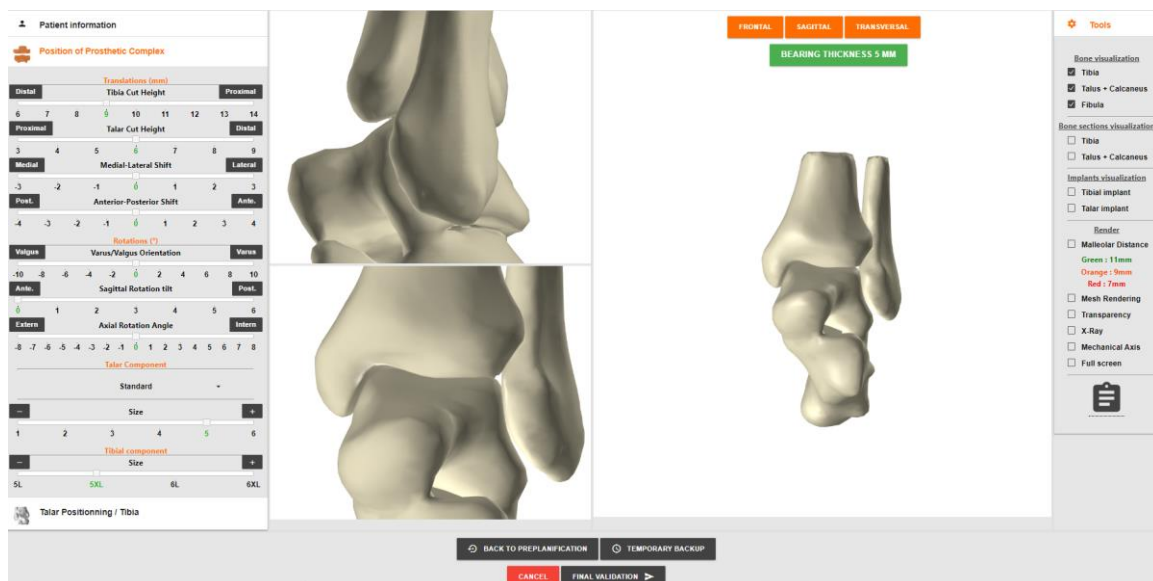 Patient information
Position of Prosthetic Complex
Translations (mm)
Distal Tibia Cut Height Proximal
6 7 8 9 10 11 12 13 14
Proximal Talar Cut Height Distal
3 4 5 6 7 8 9
Medial Medial-Lateral Shift Lateral
-3 -2 -1 0 1 2 3
Post. Anterior-Posterior Shift Ante.
-4 -3 -2 -1 0 1 2 3 4
Rotations (°)
Valgus Varus/Valgus Orientation Varus
-10 -8 -6 -4 -2 0 2 4 6 8 10
Ante. Sagittal Rotation tilt Post.
0 1 2 3 4 5 6
Extern Axial Rotation Angle Intern
-8 -7 -6 -5 -4 -3 -2 -1 0 1 2 3 4 5 6 7 8
Talar Component
Standard
– Size +
1 2 3 4 5 6
Tibial component
– Size +
5L 5XL 6L 6XL
Talar Positionning / Tibia
FRONTAL SAGITTAL TRANSVERSAL
BEARING THICKNESS 5 MM
Tools
Bone visualization
Tibia
Talus + Calcaneus
Fibula
Bone sections visualization
Tibia
Talus + Calcaneus
Implants visualization
Tibial implant
Talar implant
Render
Malleolar Distance
Green : 11mm
Orange : 9mm
Red : 7mm
Mesh Rendering
Transparency
X-Ray
Mechanical Axis
Full screen
BACK TO PREPLANIFICATION TEMPORARY BACKUP
CANCEL FINAL VALIDATION